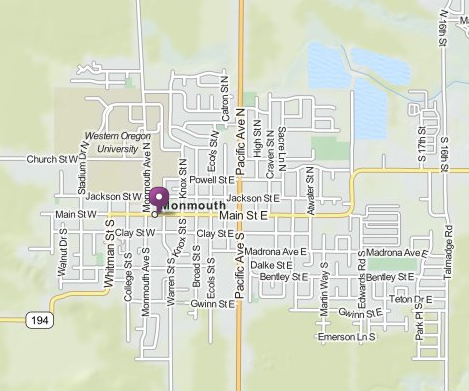 N 16th St
Catron St N
Pacific Ave N
High St N
Craven St N
Sacre Ln N
Western Oregon
University
Ecols St N
S 17th St
S 16th St
Church St W
Stadium Dr N
Monmouth Ave N
Knox St N
Powell St E
Atwater St N
Jackson St W
Jackson St E
Monmouth
Main St W
Main St E
Clay St W
Clay St E
Walnut Dr S
Whitman St S
College St S
Monmouth Ave S
Warren St S
Knox St S
Broad St S
Ecols St S
Pacific Ave S
Madrona Ave E
Madrona Ave E
Dalke St E
Bentley St E
Bentley St E
Martin Way S
Edwards Rd S
Talmadge Rd
Gwinn St E
Teton Dr E
Gwinn St E
Park Pl S
194
Emerson Ln S